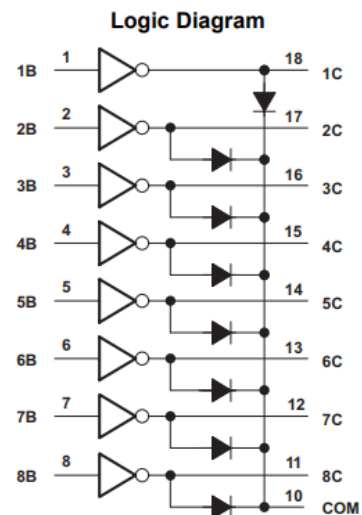 Logic Diagram
1B 1 18 1C
2B 2 17 2C
3B 3 16 3C
4B 4 15 4C
5B 5 14 5C
6B 6 13 6C
7B 7 12 7C
8B 8 11 8C
10 COM